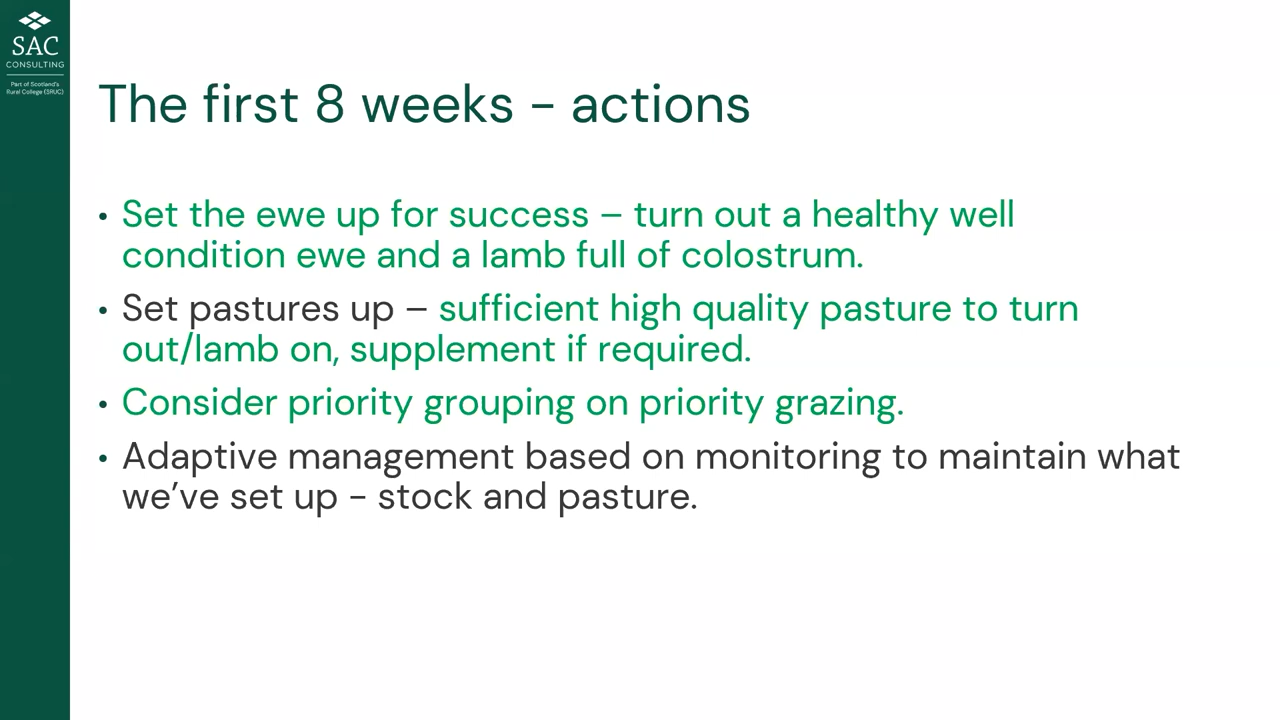 SAC
CONSULTING
Part of Scotland's
Rural College (SRUC)
The first 8 weeks - actions
• Set the ewe up for success – turn out a healthy well
condition ewe and a lamb full of colostrum.
• Set pastures up – sufficient high quality pasture to turn
out/lamb on, supplement if required.
• Consider priority grouping on priority grazing.
• Adaptive management based on monitoring to maintain what
we’ve set up - stock and pasture.